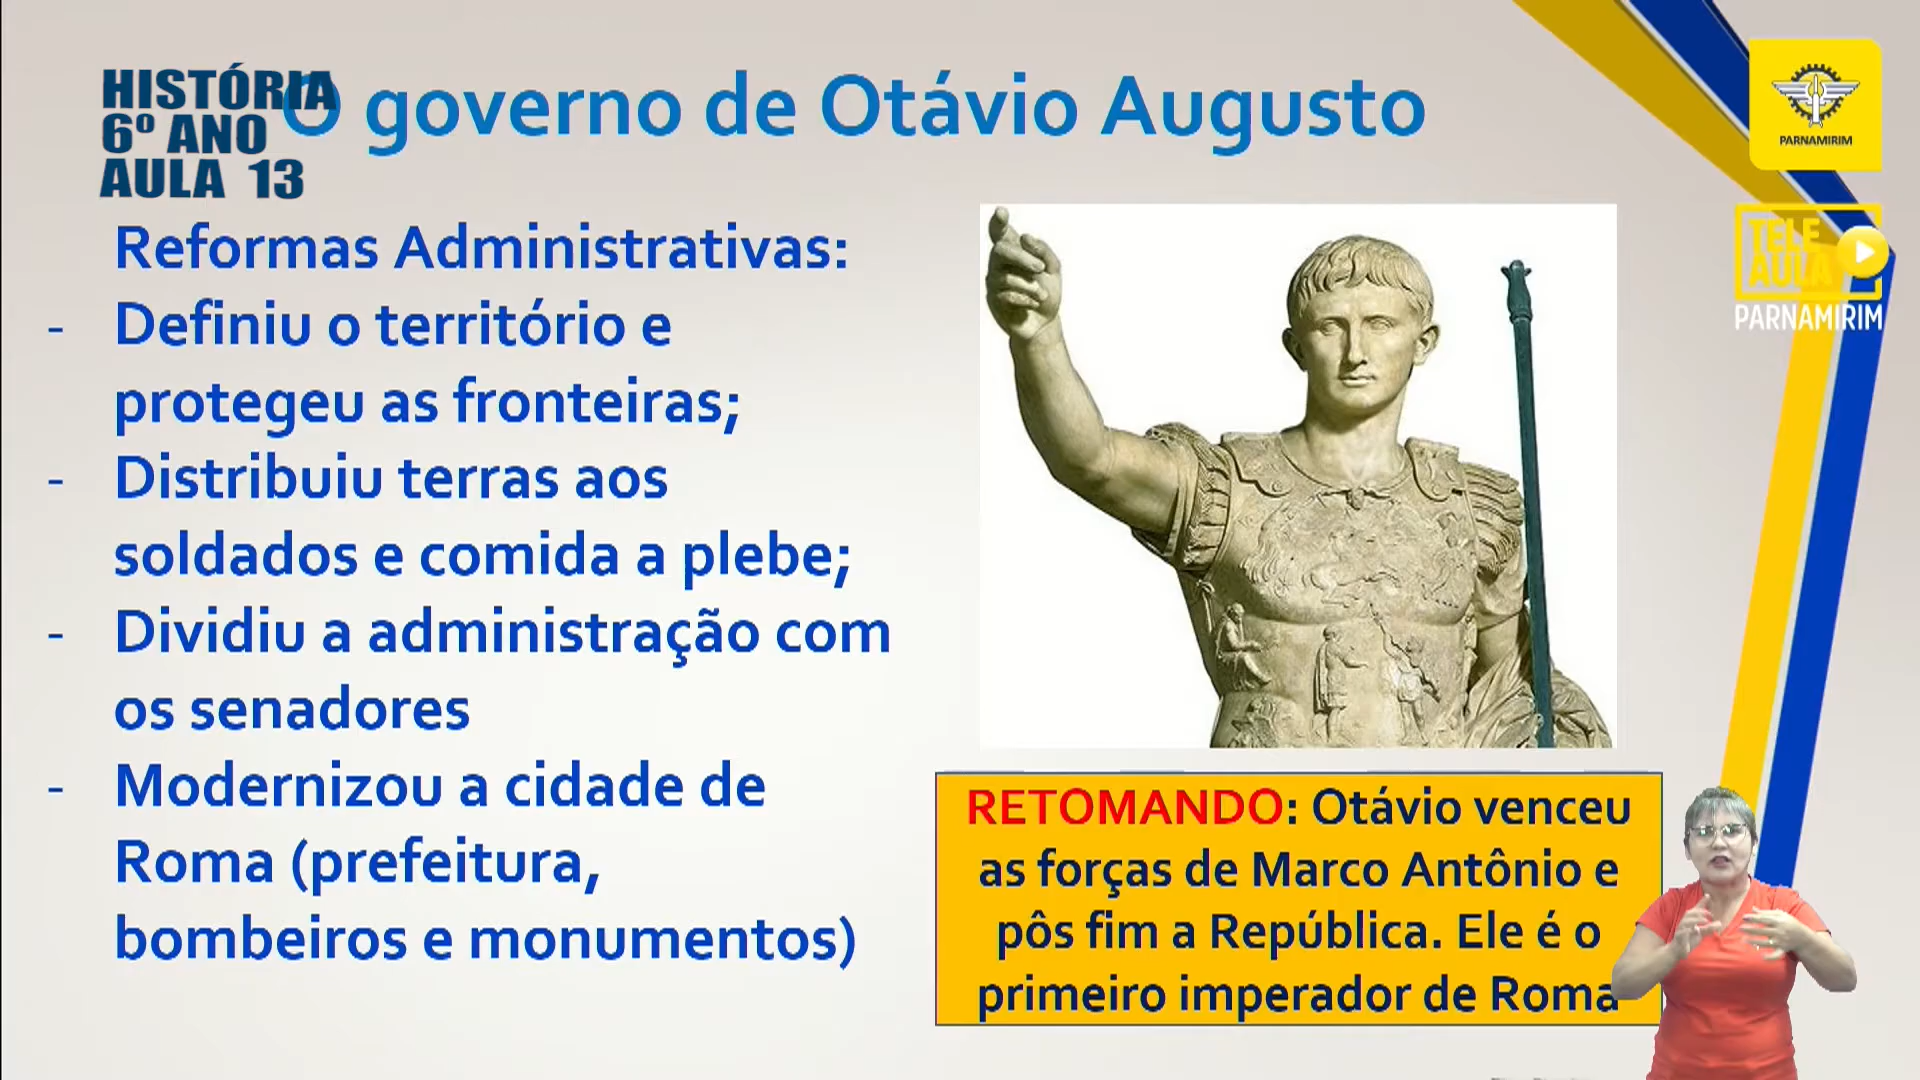 HISTÓRIA
6º ANO
AULA 13
O governo de Otávio Augusto
PARNAMIRIM
TELE
AULA
PARNAMIRIM
Reformas Administrativas:
- Definiu o território e
protegeu as fronteiras;
- Distribuiu terras aos
soldados e comida a plebe;
- Dividiu a administração com
os senadores
- Modernizou a cidade de
Roma (prefeitura,
bombeiros e monumentos)
RETOMANDO: Otávio venceu
as forças de Marco Antônio e
pôs fim a República. Ele é o
primeiro imperador de Roma